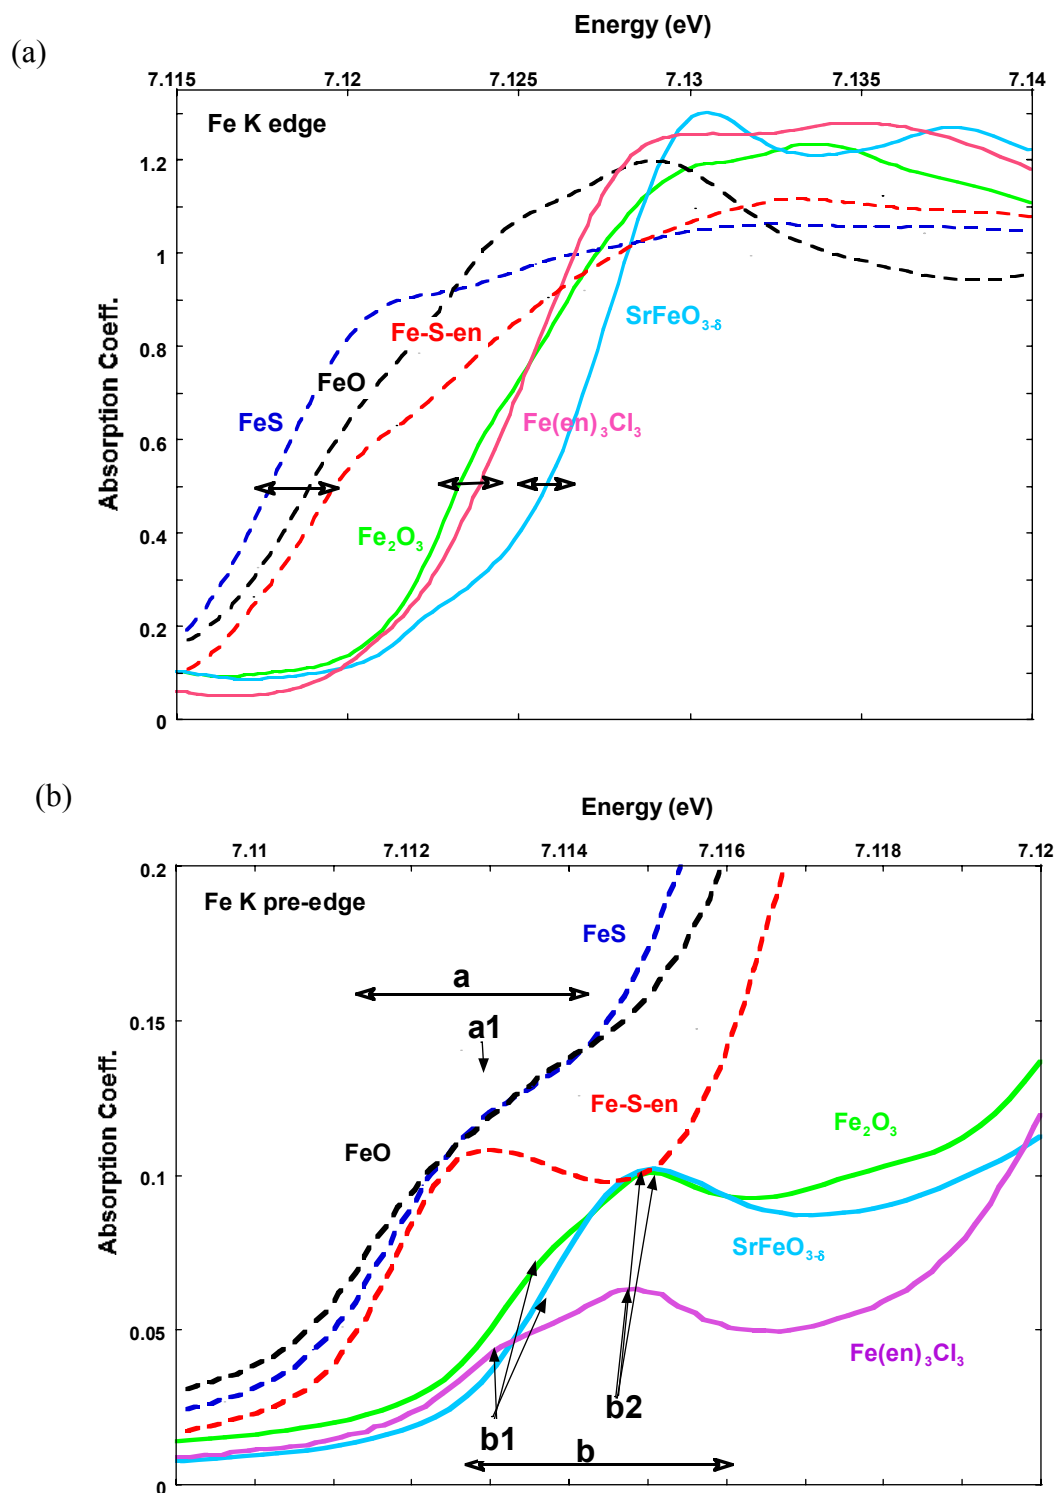 Energy (eV)
(a)
7.115 7.12 7.125 7.13 7.135 7.14
Fe K edge
1.2
1
0.8
0.6
0.4
0.2
0
Absorption Coeff.
SrFeO3-δ
Fe-S-en
FeO
FeS
Fe(en)3Cl3
Fe2O3
(b)
Energy (eV)
7.11 7.112 7.114 7.116 7.118 7.12
0.2
0.15
0.1
0.05
0
Absorption Coeff.
Fe K pre-edge
FeS
a
a1
Fe-S-en
Fe2O3
FeO
SrFeO3-δ
Fe(en)3Cl3
b2
b1
b